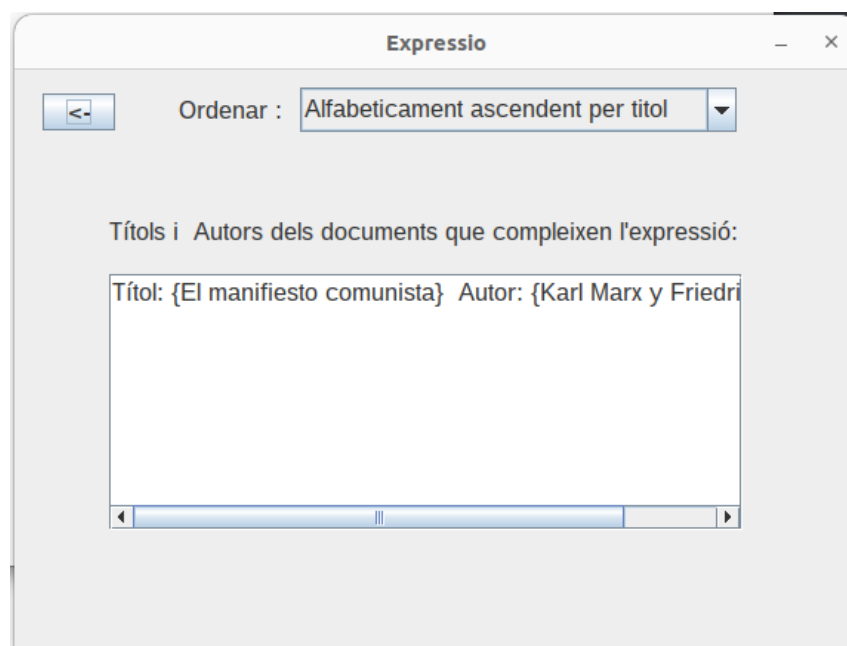 Expressio
<- Ordenar : Alfabeticament ascendent per titol
Títols i Autors dels documents que compleixen l'expressió:
Títol: {El manifiesto comunista} Autor: {Karl Marx y Friedri